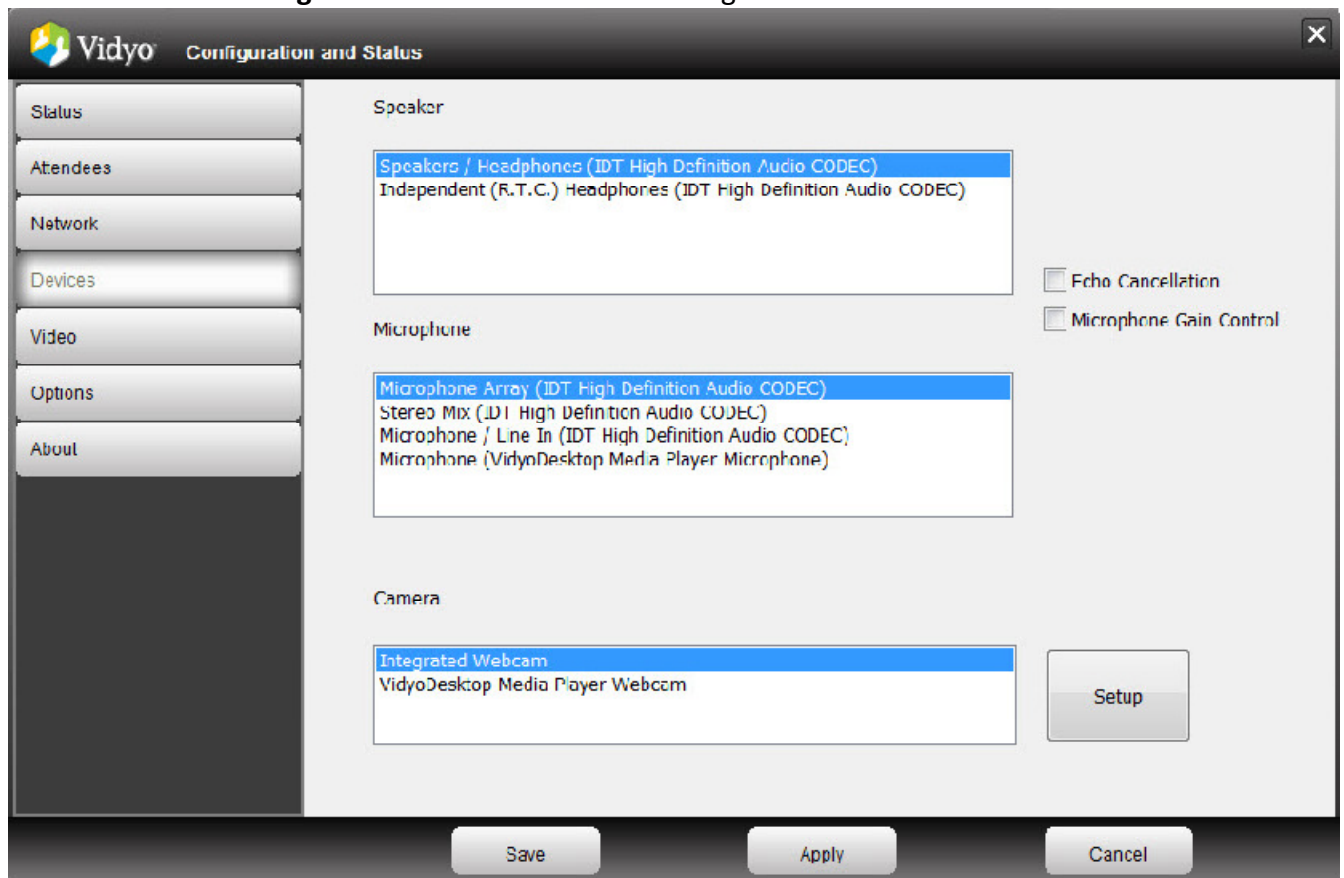 Vidyo Configuration and Status
Status
Attendees
Network
Devices
Video
Options
About
Speaker
Speakers / Headphones (IDT High Definition Audio CODEC)
Independent (R.T.C.) Headphones (IDT High Definition Audio CODEC)
Echo Cancellation
Microphone Gain Control
Microphone
Microphone Array (IDT High Definition Audio CODEC)
Stereo Mix (IDT High Definition Audio CODEC)
Microphone / Line In (IDT High Definition Audio CODEC)
Microphone (VidyoDesktop Media Player Microphone)
Camera
Integrated Webcam
VidyoDesktop Media Player Webcam
Setup
Save
Apply
Cancel